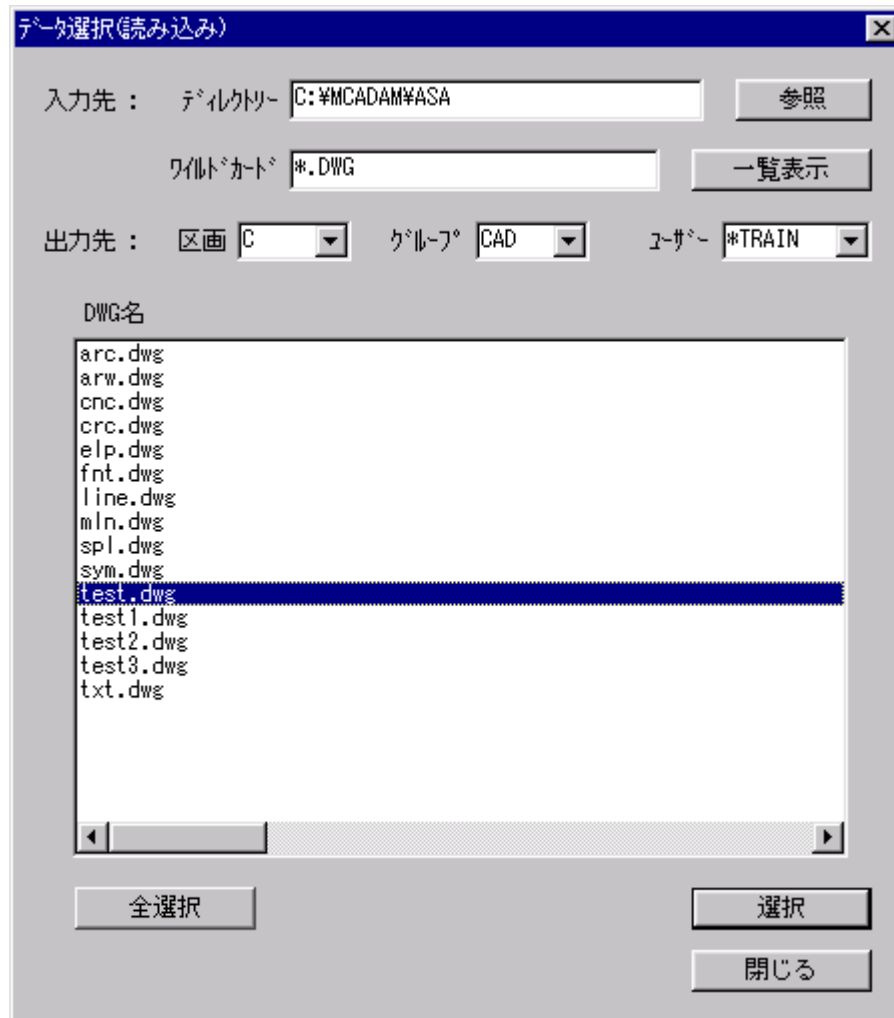 ﾃﾞｰﾀ選択(読み込み)
入力先： ﾃﾞｨﾚｸﾄﾘｰ C:¥MCADAM¥ASA 参照
ﾜｲﾙﾄﾞｶｰﾄﾞ *.DWG 一覧表示
出力先： 区画 C ｸﾞﾙｰﾌﾟ CAD ﾕｰｻﾞｰ *TRAIN
DWG名
arc.dwg
arw.dwg
cnc.dwg
crc.dwg
elp.dwg
fnt.dwg
line.dwg
mln.dwg
spl.dwg
sym.dwg
test.dwg
test1.dwg
test2.dwg
test3.dwg
txt.dwg
全選択 選択
閉じる